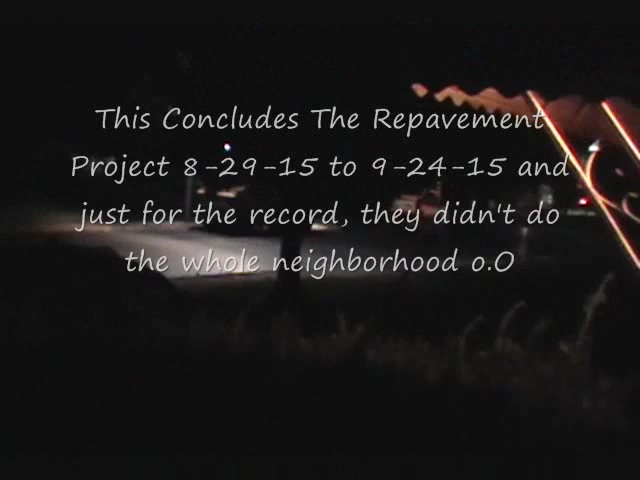 This Concludes The Repavement
Project 8-29-15 to 9-24-15 and
just for the record, they didn't do
the whole neighborhood o.O